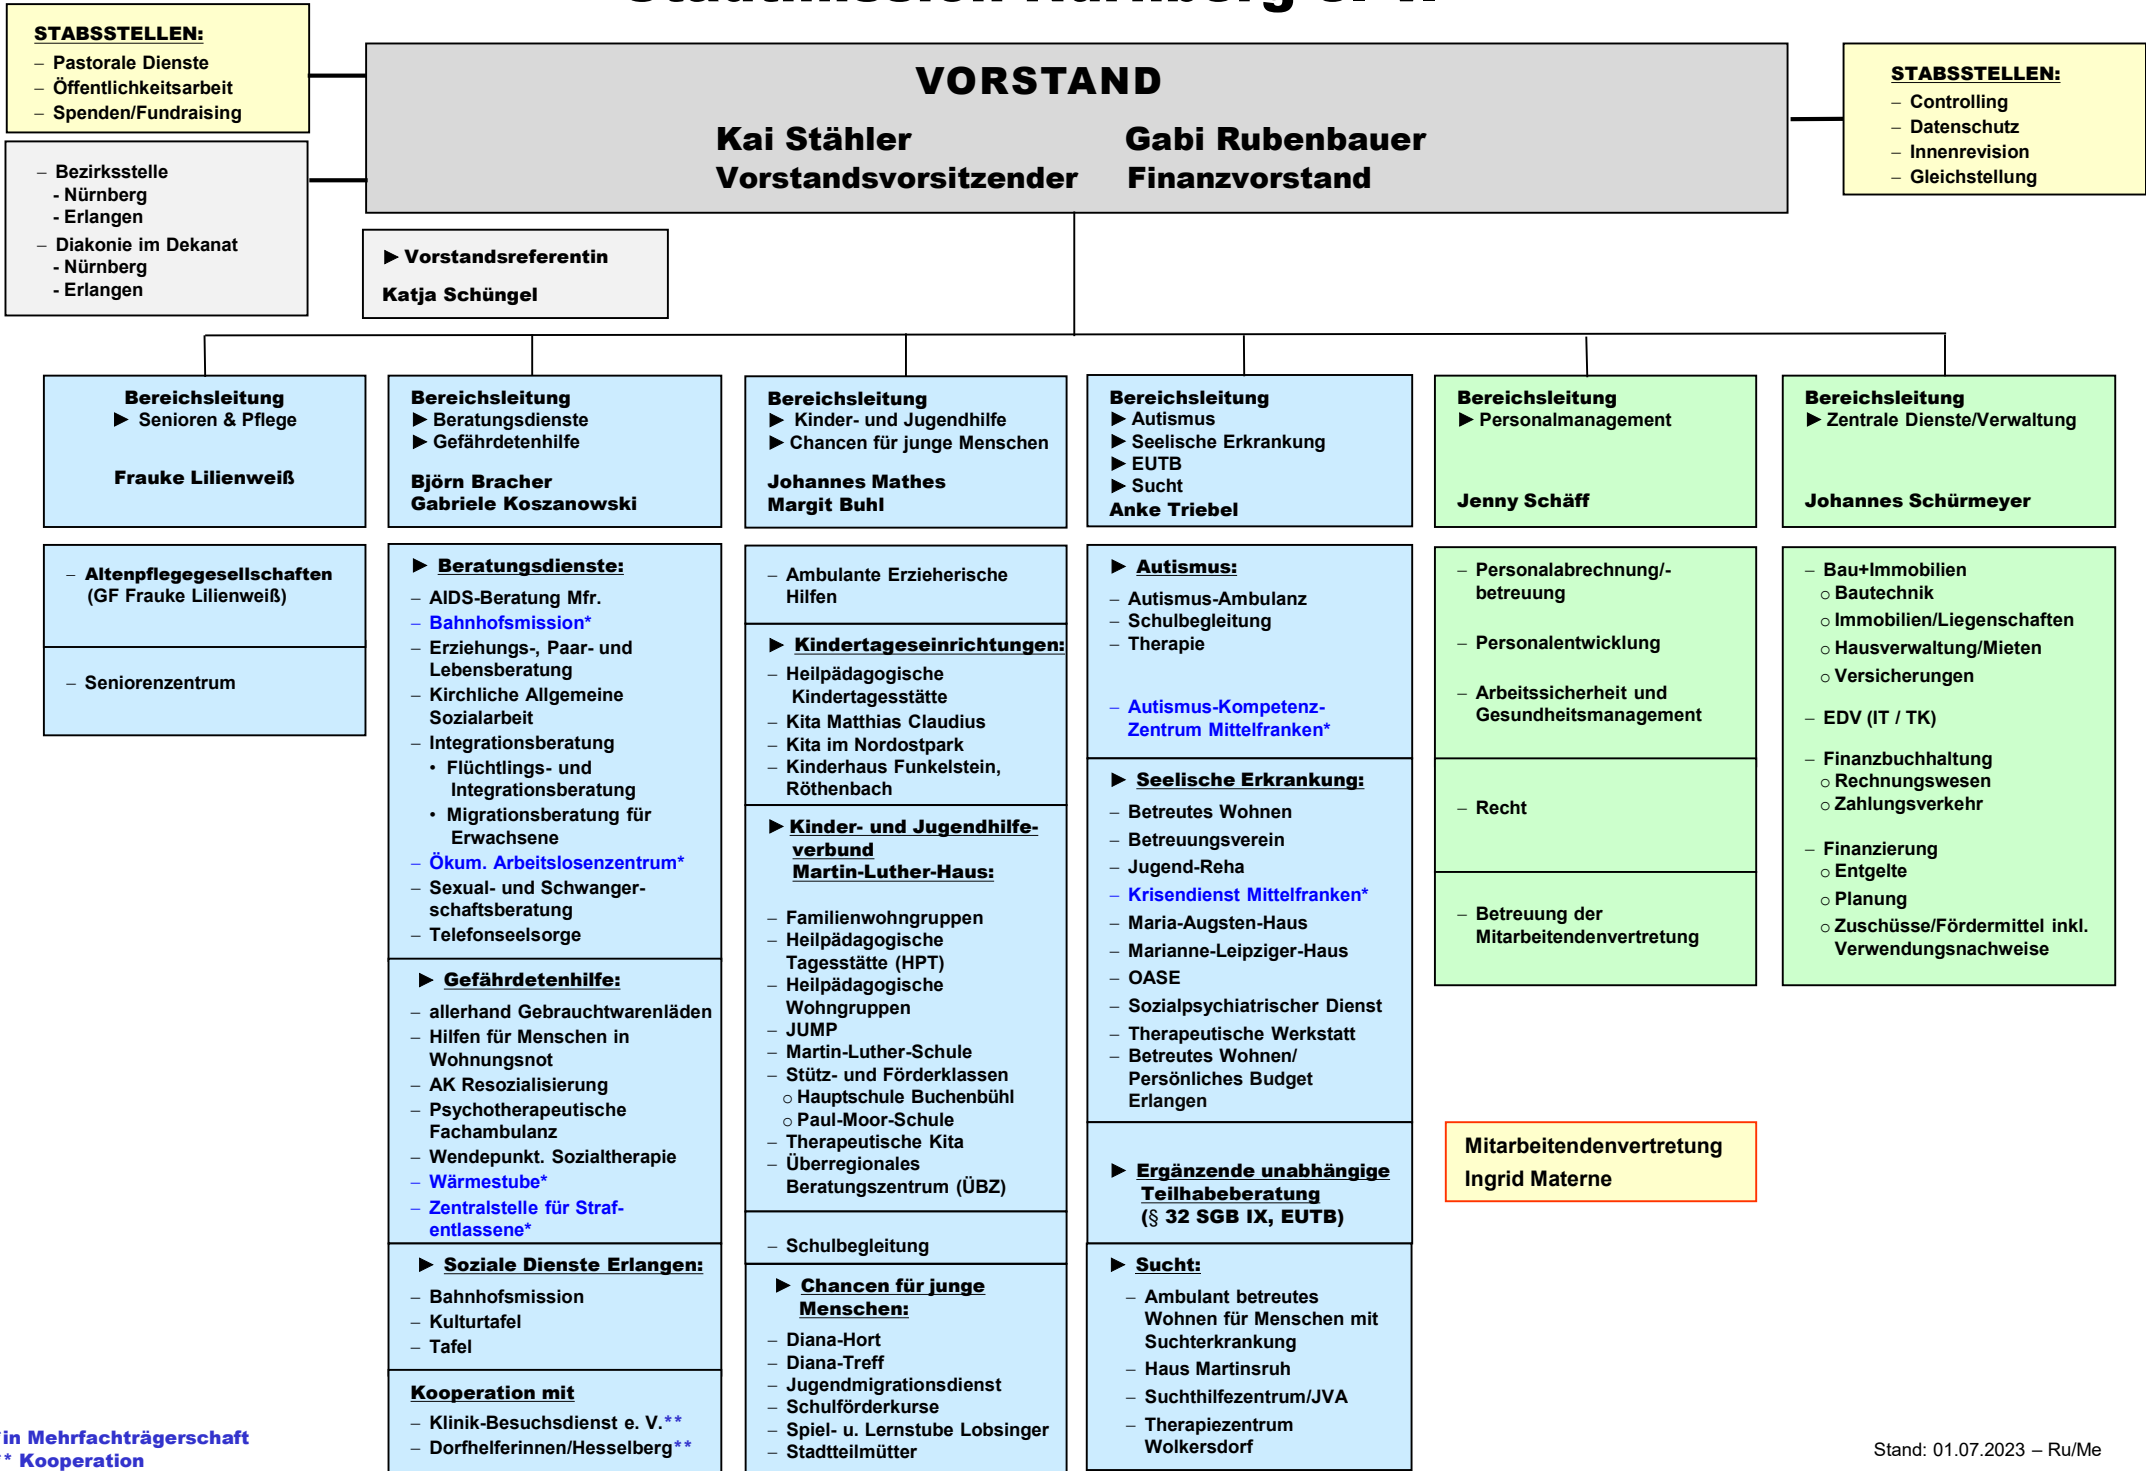 Stadtmission Nürnberg e. V.
STABSSTELLEN:
– Pastorale Dienste
– Öffentlichkeitsarbeit
– Spenden/Fundraising
– Bezirksstelle
- Nürnberg
- Erlangen
– Diakonie im Dekanat
- Nürnberg
- Erlangen
VORSTAND
Kai Stähler
Vorstandsvorsitzender
Gabi Rubenbauer
Finanzvorstand
STABSSTELLEN:
– Controlling
– Datenschutz
– Innenrevision
– Gleichstellung
► Vorstandsreferentin
Katja Schüngel
Bereichsleitung
► Senioren & Pflege
Frauke Lilienweiß
– Altenpflegegesellschaften
(GF Frauke Lilienweiß)
– Seniorenzentrum
Bereichsleitung
► Beratungsdienste
► Gefährdetenhilfe
Björn Bracher
Gabriele Koszanowski
► Beratungsdienste:
– AIDS-Beratung Mfr.
– Bahnhofsmission*
– Erziehungs-, Paar- und
Lebensberatung
– Kirchliche Allgemeine
Sozialarbeit
– Integrationsberatung
• Flüchtlings- und
Integrationsberatung
• Migrationsberatung für
Erwachsene
– Ökum. Arbeitslosenzentrum*
– Sexual- und Schwanger-
schaftsberatung
– Telefonseelsorge
► Gefährdetenhilfe:
– allerhand Gebrauchtwarenläden
– Hilfen für Menschen in
Wohnungsnot
– AK Resozialisierung
– Psychotherapeutische
Fachambulanz
– Wendepunkt. Sozialtherapie
– Wärmestube*
– Zentralstelle für Straf-
entlassene*
► Soziale Dienste Erlangen:
– Bahnhofsmission
– Kulturtafel
– Tafel
Kooperation mit
– Klinik-Besuchsdienst e. V.**
– Dorfhelferinnen/Hesselberg**
Bereichsleitung
► Kinder- und Jugendhilfe
► Chancen für junge Menschen
Johannes Mathes
Margit Buhl
– Ambulante Erzieherische
Hilfen
► Kindertageseinrichtungen:
– Heilpädagogische
Kindertagesstätte
– Kita Matthias Claudius
– Kita im Nordostpark
– Kinderhaus Funkelstein,
Röthenbach
► Kinder- und Jugendhilfe-
verbund
Martin-Luther-Haus:
– Familienwohngruppen
– Heilpädagogische
Tagesstätte (HPT)
– Heilpädagogische
Wohngruppen
– JUMP
– Martin-Luther-Schule
– Stütz- und Förderklassen
o Hauptschule Buchenbühl
o Paul-Moor-Schule
– Therapeutische Kita
– Überregionales
Beratungszentrum (ÜBZ)
– Schulbegleitung
► Chancen für junge
Menschen:
– Diana-Hort
– Diana-Treff
– Jugendmigrationsdienst
– Schulförderkurse
– Spiel- u. Lernstube Lobsinger
– Stadtteilmütter
Bereichsleitung
► Autismus
► Seelische Erkrankung
► EUTB
► Sucht
Anke Triebel
► Autismus:
– Autismus-Ambulanz
– Schulbegleitung
– Therapie
– Autismus-Kompetenz-
Zentrum Mittelfranken*
► Seelische Erkrankung:
– Betreutes Wohnen
– Betreuungsverein
– Jugend-Reha
– Krisendienst Mittelfranken*
– Maria-Augsten-Haus
– Marianne-Leipziger-Haus
– OASE
– Sozialpsychiatrischer Dienst
– Therapeutische Werkstatt
– Betreutes Wohnen/
Persönliches Budget
Erlangen
► Ergänzende unabhängige
Teilhabeberatung
(§ 32 SGB IX, EUTB)
► Sucht:
– Ambulant betreutes
Wohnen für Menschen mit
Suchterkrankung
– Haus Martinsruh
– Suchthilfezentrum/JVA
– Therapiezentrum
Wolkersdorf
Bereichsleitung
► Personalmanagement
Jenny Schäff
– Personalabrechnung/-
betreuung
– Personalentwicklung
– Arbeitssicherheit und
Gesundheitsmanagement
– Recht
– Betreuung der
Mitarbeitendenvertretung
Bereichsleitung
► Zentrale Dienste/Verwaltung
Johannes Schürmeyer
– Bau+Immobilien
o Bautechnik
o Immobilien/Liegenschaften
o Hausverwaltung/Mieten
o Versicherungen
– EDV (IT / TK)
– Finanzbuchhaltung
o Rechnungswesen
o Zahlungsverkehr
– Finanzierung
o Entgelte
o Planung
o Zuschüsse/Fördermittel inkl.
Verwendungsnachweise
Mitarbeitendenvertretung
Ingrid Materne
*in Mehrfachträgerschaft
** Kooperation
Stand: 01.07.2023 – Ru/Me